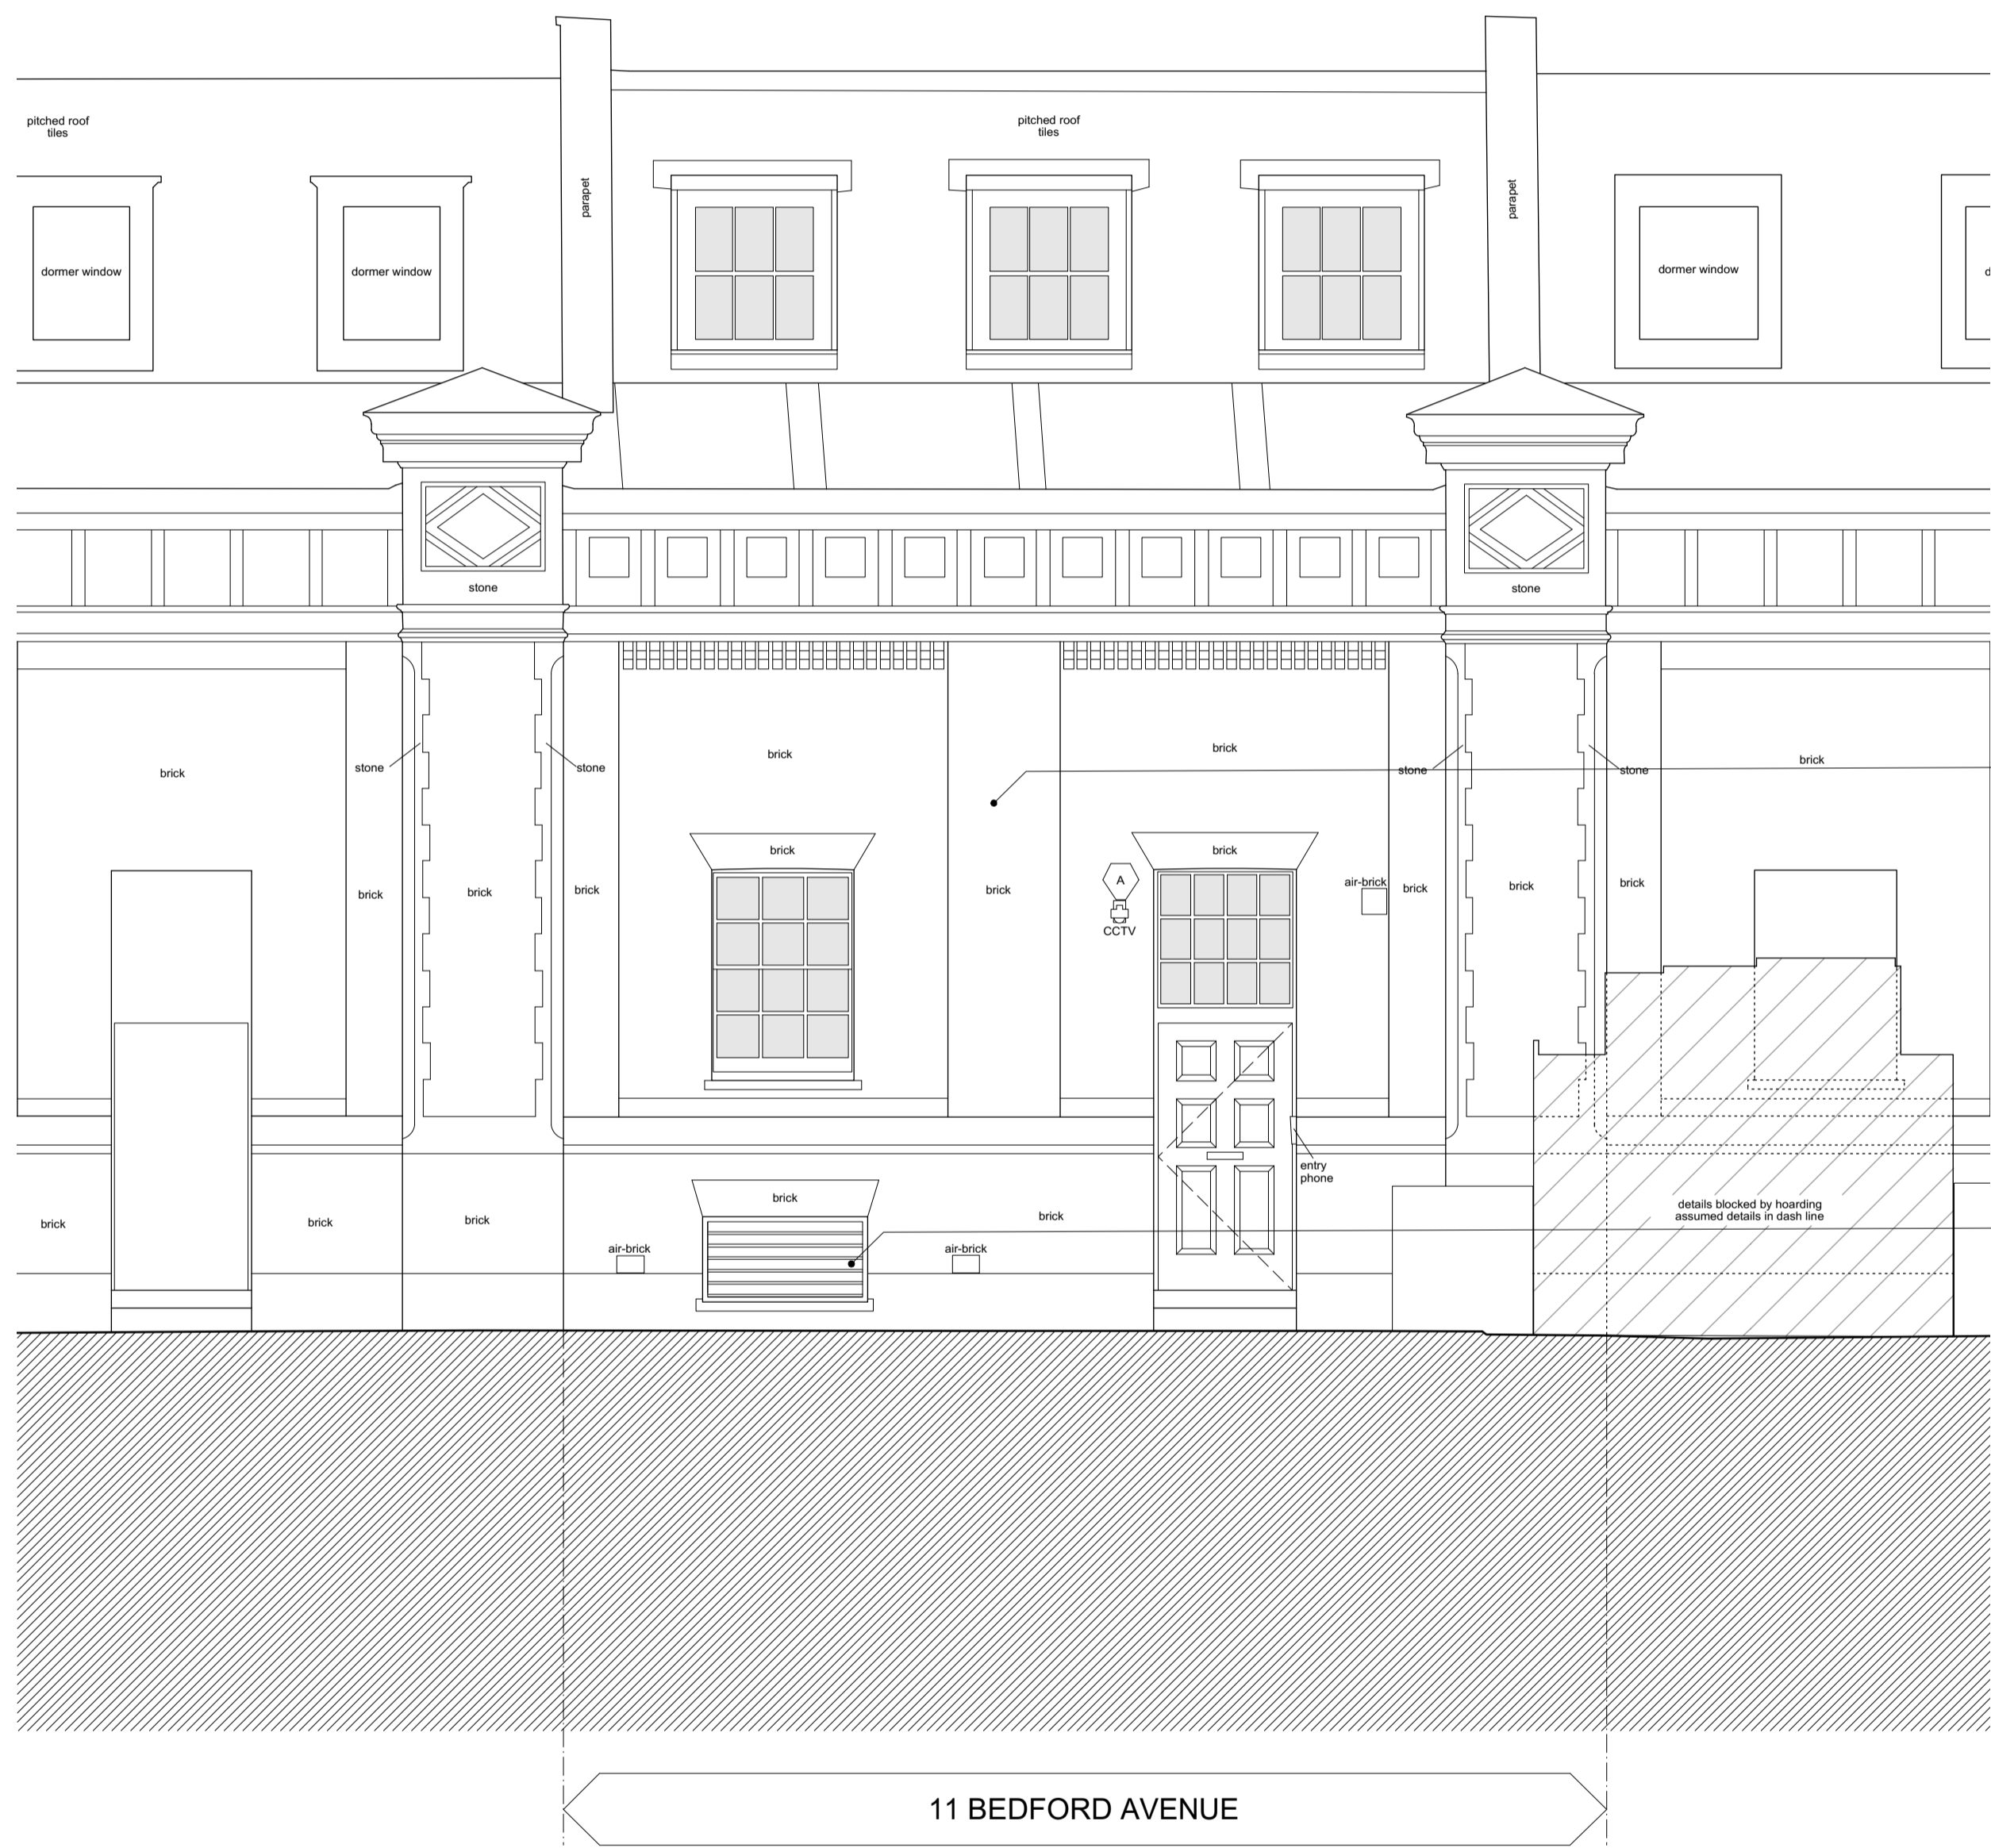 pitched roof
tiles
pitched roof
tiles
parapet
parapet
dormer window
dormer window
dormer window
d
stone
stone
brick
brick
brick
brick
stone
stone
stone
stone
brick
brick
A
air-brick
CCTV
brick
brick
brick
brick
brick
brick
brick
entry
phone
brick
details blocked by hoarding
assumed details in dash line
brick
brick
brick
brick
air-brick
air-brick
11 BEDFORD AVENUE